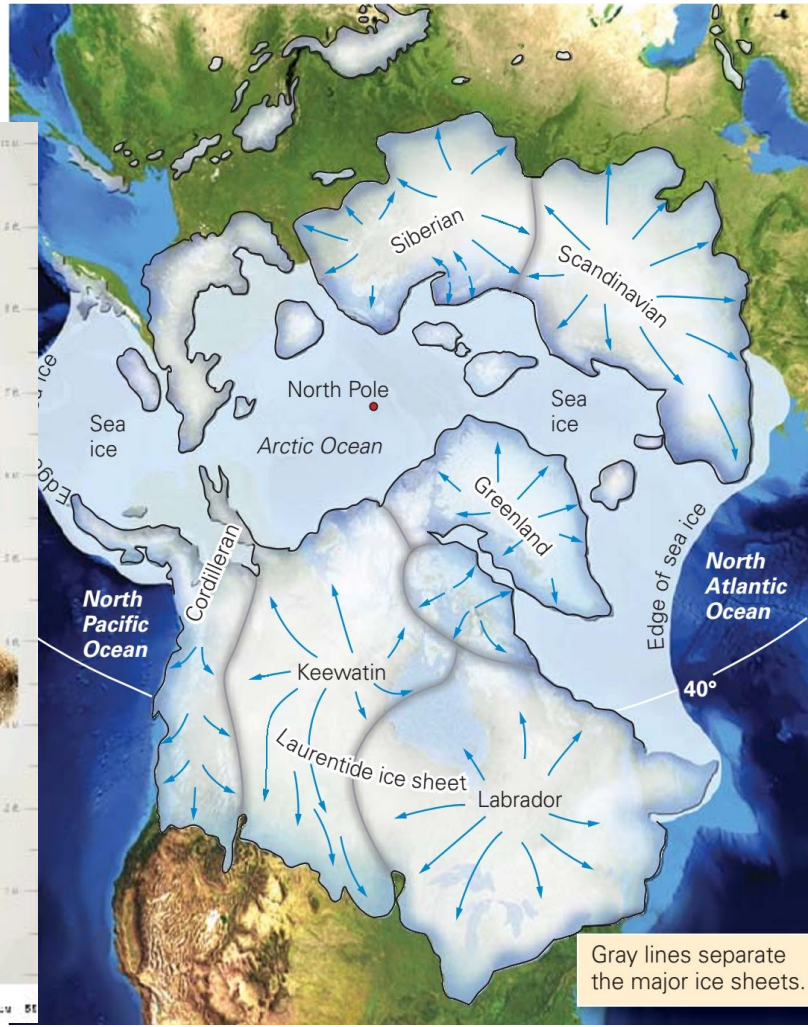 Siberian
Scandinavian
North Pole
Arctic Ocean
Sea
ice
Sea
ice
Greenland
Edge of sea ice
Cordilleran
North
Pacific
Ocean
North
Atlantic
Ocean
40°
Keewatin
Laurentide ice sheet
Labrador
Gray lines separate
the major ice sheets.